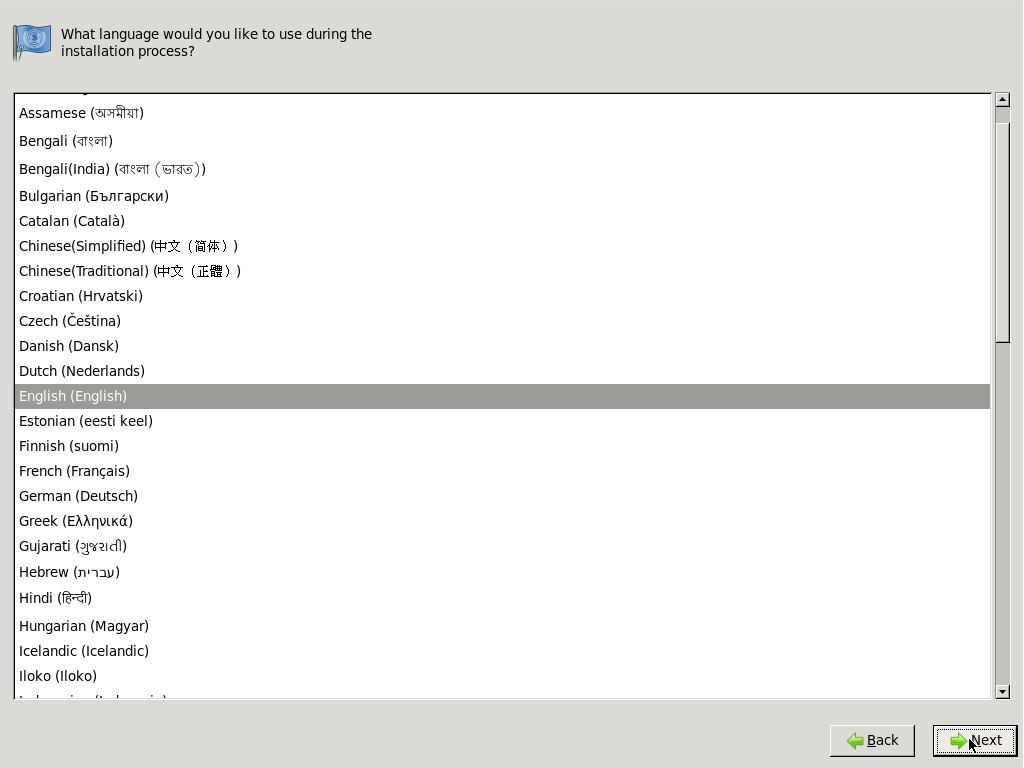 What language would you like to use during the
installation process?
Assamese (অসমীয়া)
Bengali (বাংলা)
Bengali(India) (বাংলা (ভারত))
Bulgarian (Български)
Catalan (Català)
Chinese(Simplified) (中文（简体）)
Chinese(Traditional) (中文（正體）)
Croatian (Hrvatski)
Czech (Čeština)
Danish (Dansk)
Dutch (Nederlands)
English (English)
Estonian (eesti keel)
Finnish (suomi)
French (Français)
German (Deutsch)
Greek (Ελληνικά)
Gujarati (ગુજરાતી)
Hebrew (עברית)
Hindi (हिन्दी)
Hungarian (Magyar)
Icelandic (Icelandic)
Iloko (Iloko)
Back
Next